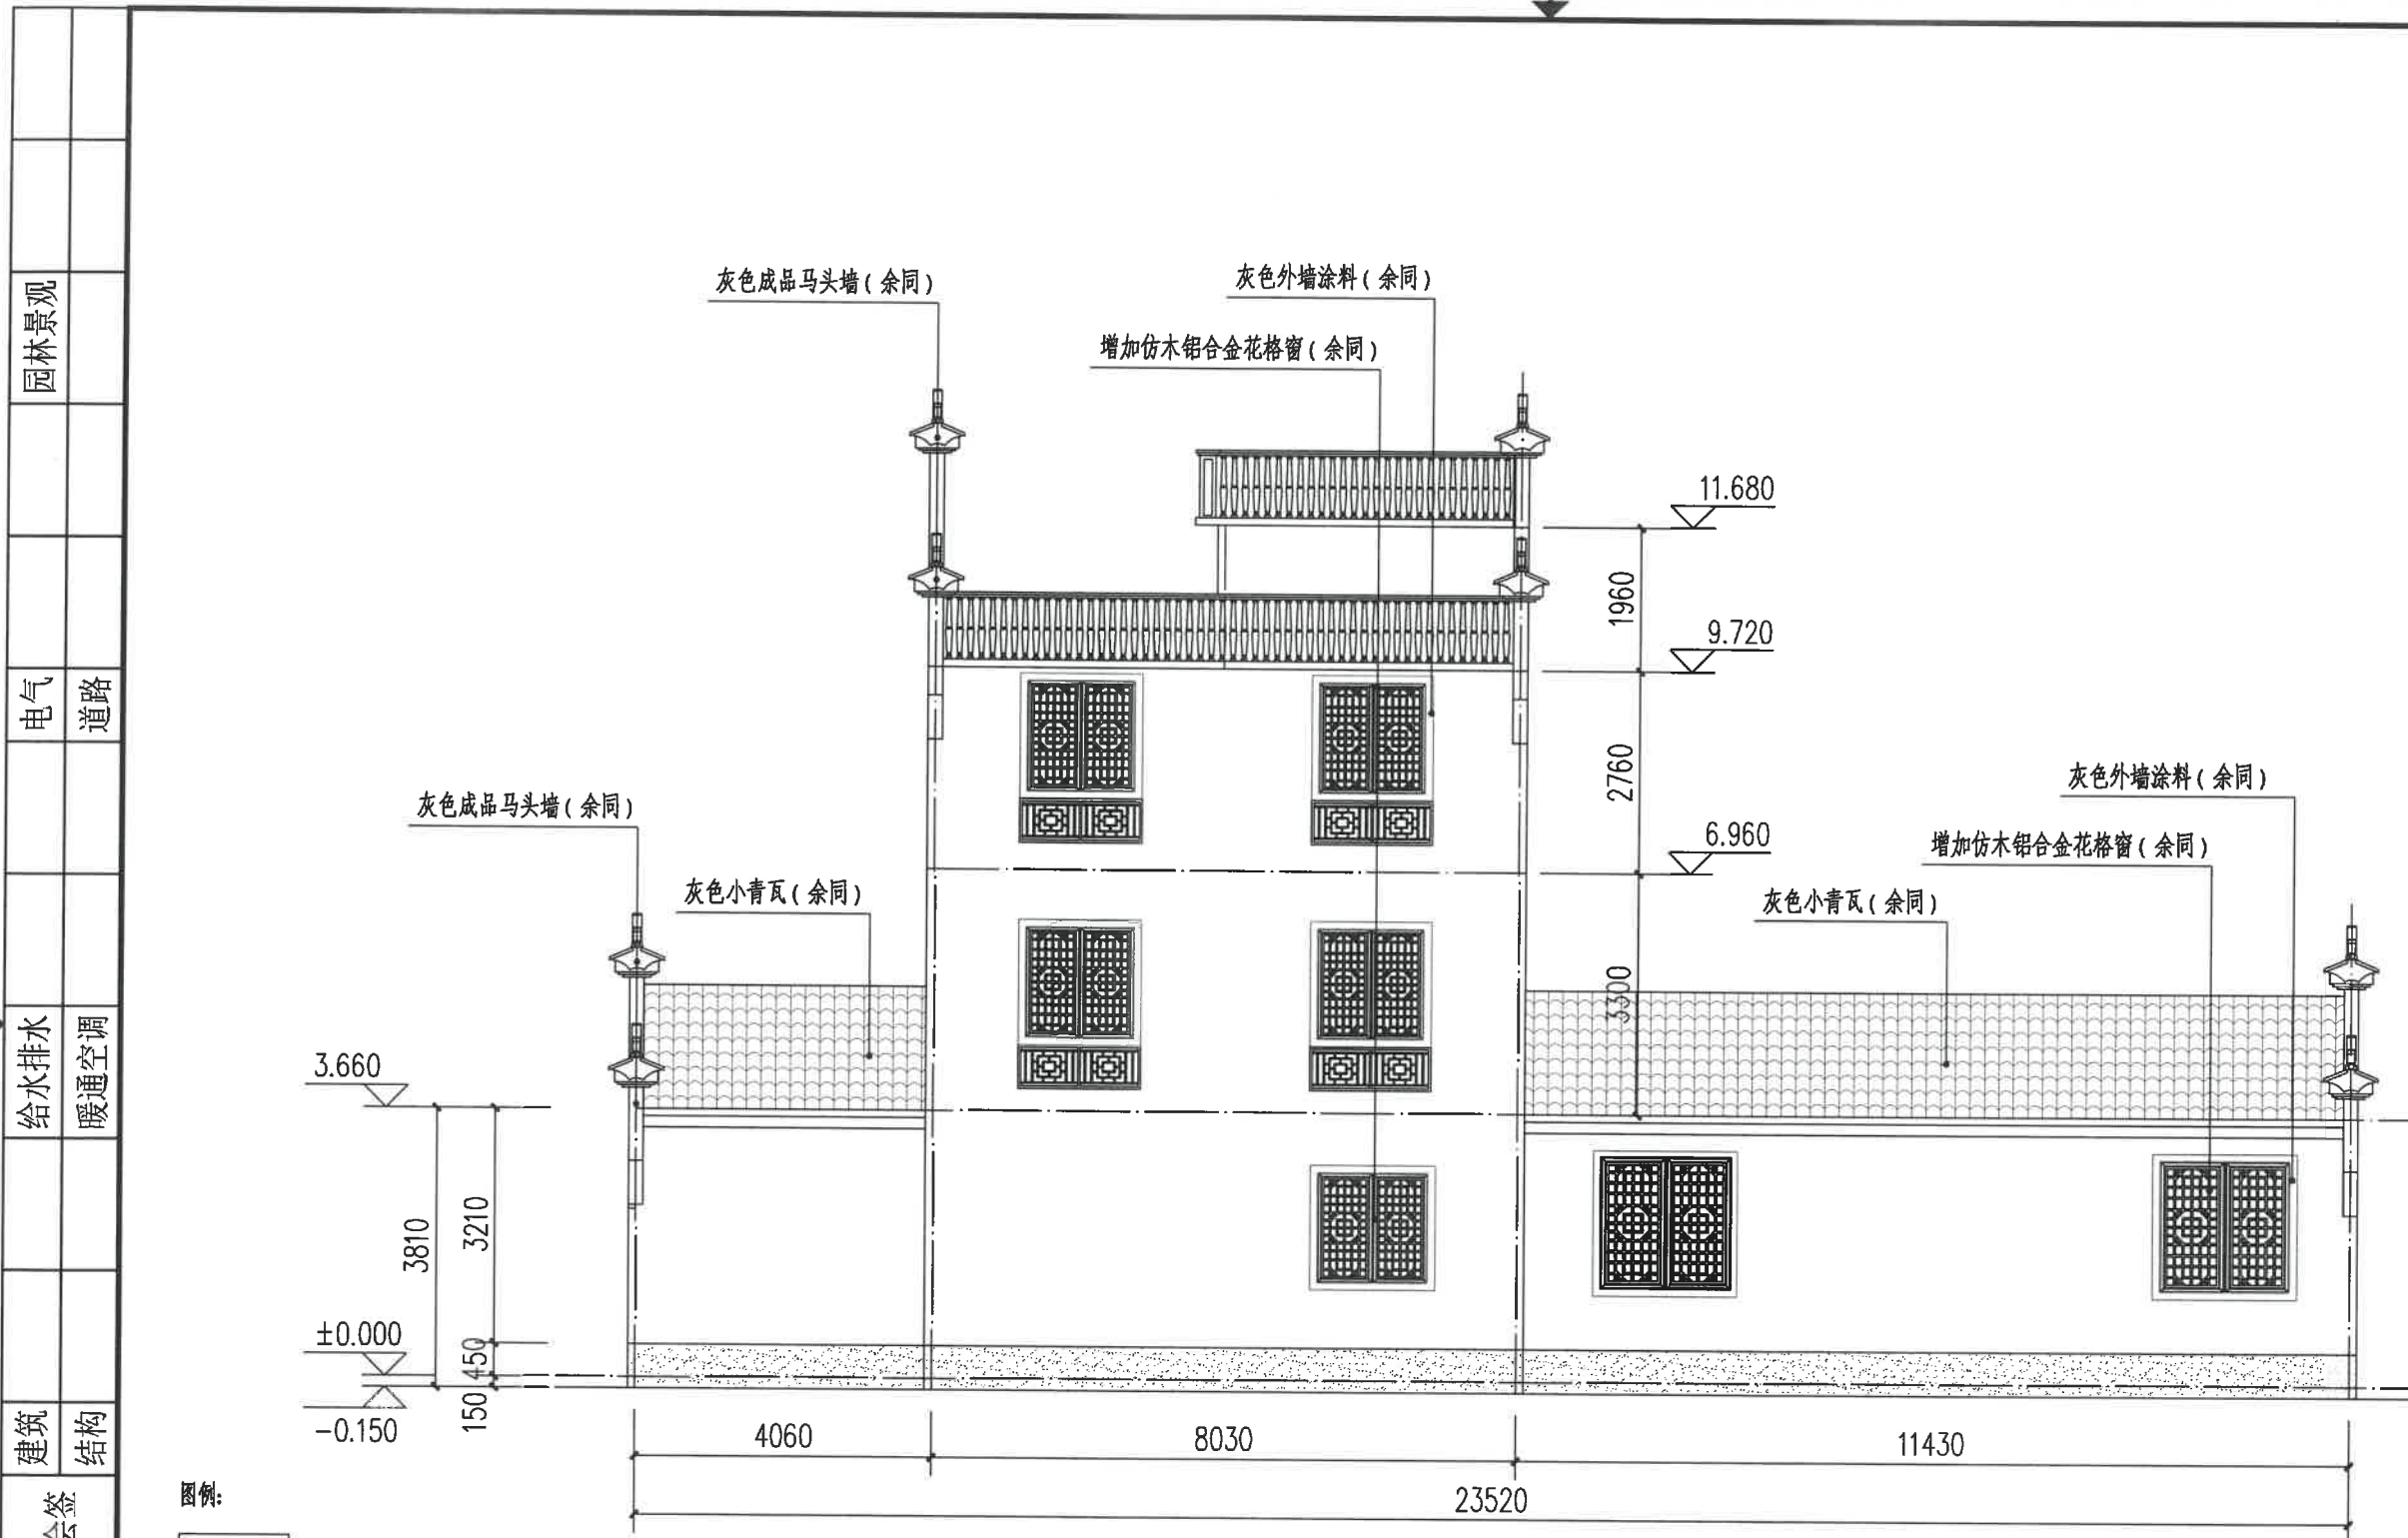 园林景观
电气
道路
给水排水
暖通空调
建筑
结构
会签
灰色成品马头墙(余同)
灰色外墙涂料(余同)
增加仿木铝合金花格窗(余同)
11.680
1960
9.720
2760
6.960
3300
灰色外墙涂料(余同)
增加仿木铝合金花格窗(余同)
灰色小青瓦(余同)
灰色成品马头墙(余同)
灰色小青瓦(余同)
3.660
3810
3210
±0.000
450
150
-0.150
4060
8030
11430
23520
图例: